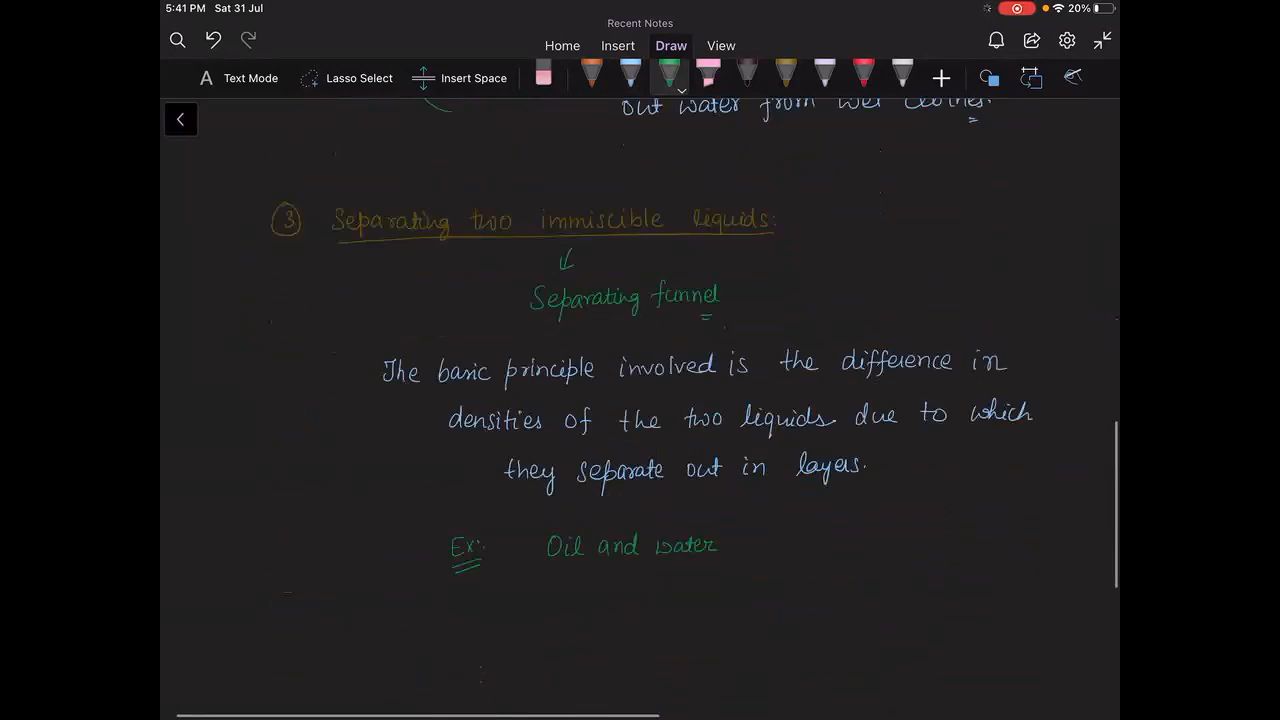 5:41 PM Sat 31 Jul
20%
Recent Notes
Home Insert Draw View
A Text Mode Lasso Select Insert Space
out water from wet clothes.
3 Separating two immiscible liquids:
Separating funnel
The basic principle involved is the difference in
densities of the two liquids due to which
they separate out in layers.
Ex: Oil and water